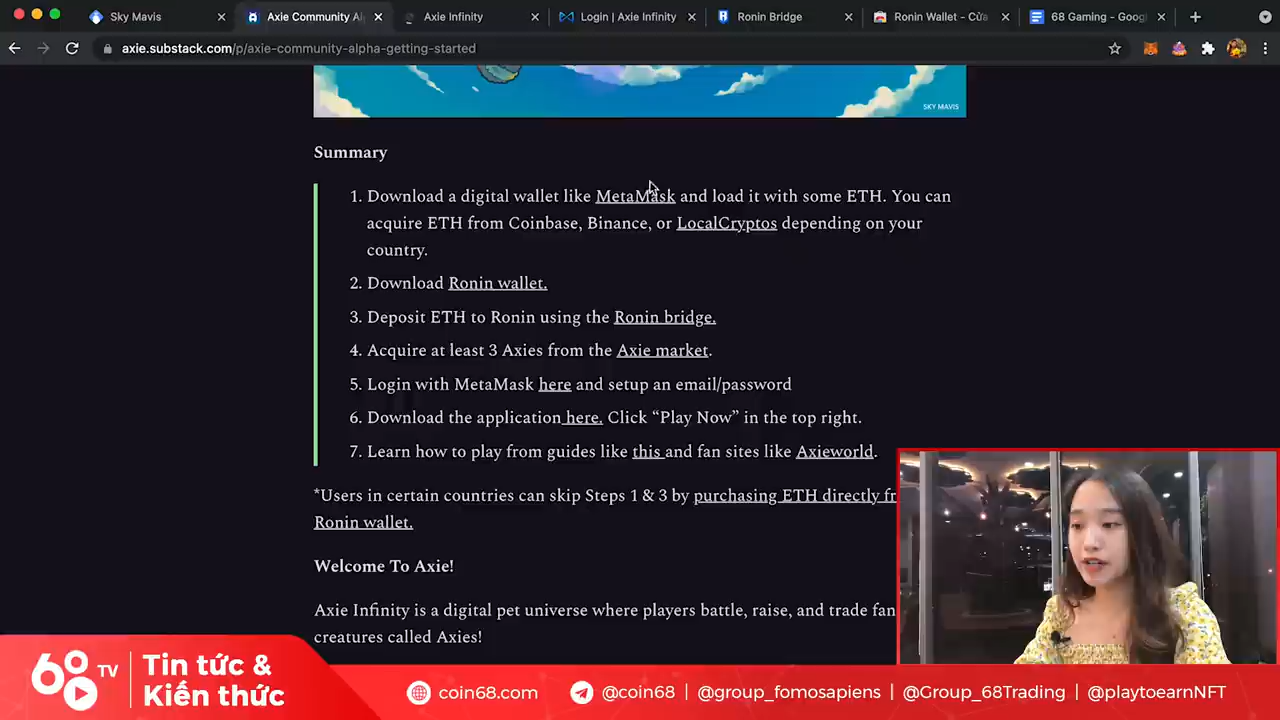 Sky Mavis
Axie Community Al
Axie Infinity
Login | Axie Infinity
Ronin Bridge
Ronin Wallet - Cửa
68 Gaming - Goog
axie.substack.com/p/axie-community-alpha-getting-started
SKY MAVIS
Summary
1. Download a digital wallet like MetaMask and load it with some ETH. You can
acquire ETH from Coinbase, Binance, or LocalCryptos depending on your
country.
2. Download Ronin wallet.
3. Deposit ETH to Ronin using the Ronin bridge.
4. Acquire at least 3 Axies from the Axie market.
5. Login with MetaMask here and setup an email/password
6. Download the application here. Click “Play Now” in the top right.
7. Learn how to play from guides like this and fan sites like Axieworld.
*Users in certain countries can skip Steps 1 & 3 by purchasing ETH directly fr
Ronin wallet.
Welcome To Axie!
Axie Infinity is a digital pet universe where players battle, raise, and trade fan
creatures called Axies!
68 TV
Tin tức &
Kiến thức
coin68.com
@coin68 | @group_fomosapiens | @Group_68Trading | @playtoearnNFT